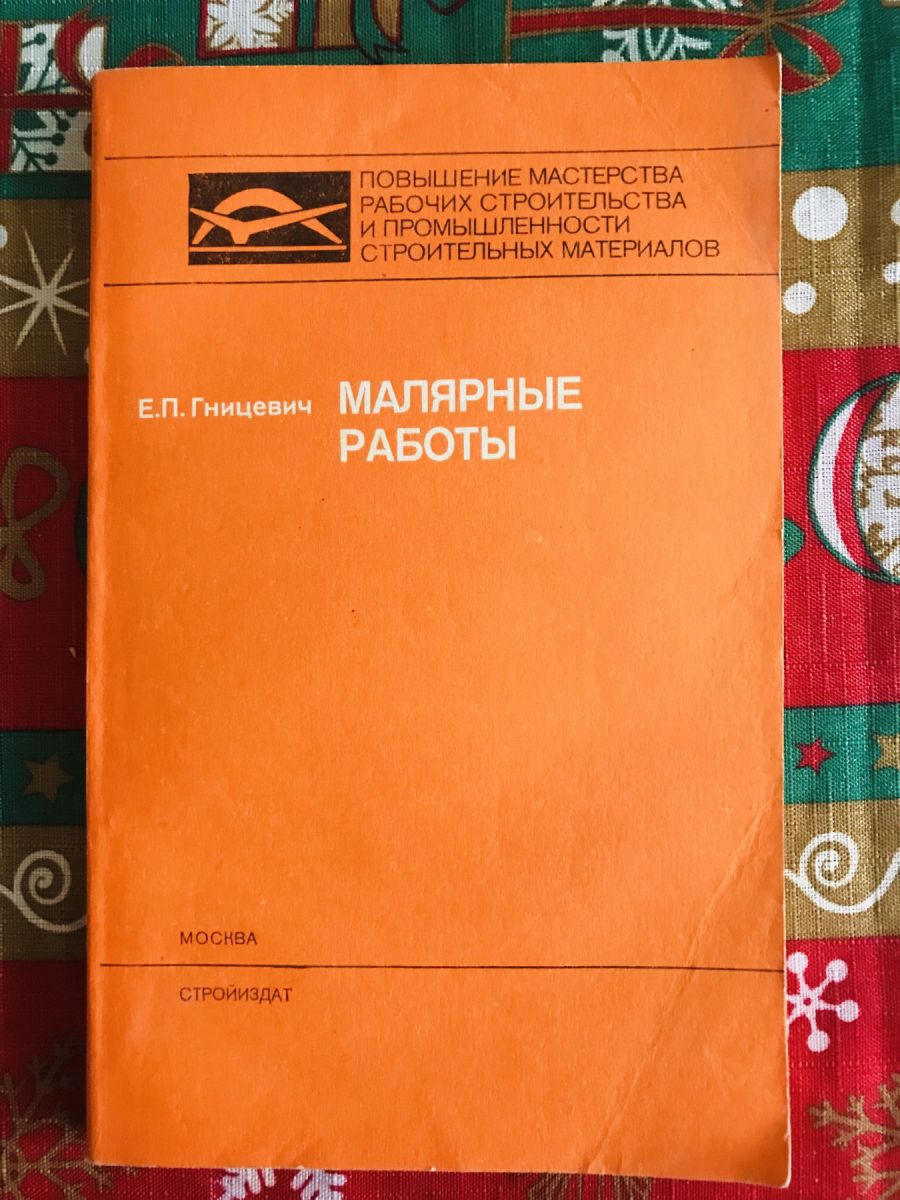 ПОВЫШЕНИЕ МАСТЕРСТВА
РАБОЧИХ СТРОИТЕЛЬСТВА
И ПРОМЫШЛЕННОСТИ
СТРОИТЕЛЬНЫХ МАТЕРИАЛОВ
Е.П. Гницевич МАЛЯРНЫЕ
РАБОТЫ
МОСКВА
СТРОЙИЗДАТ